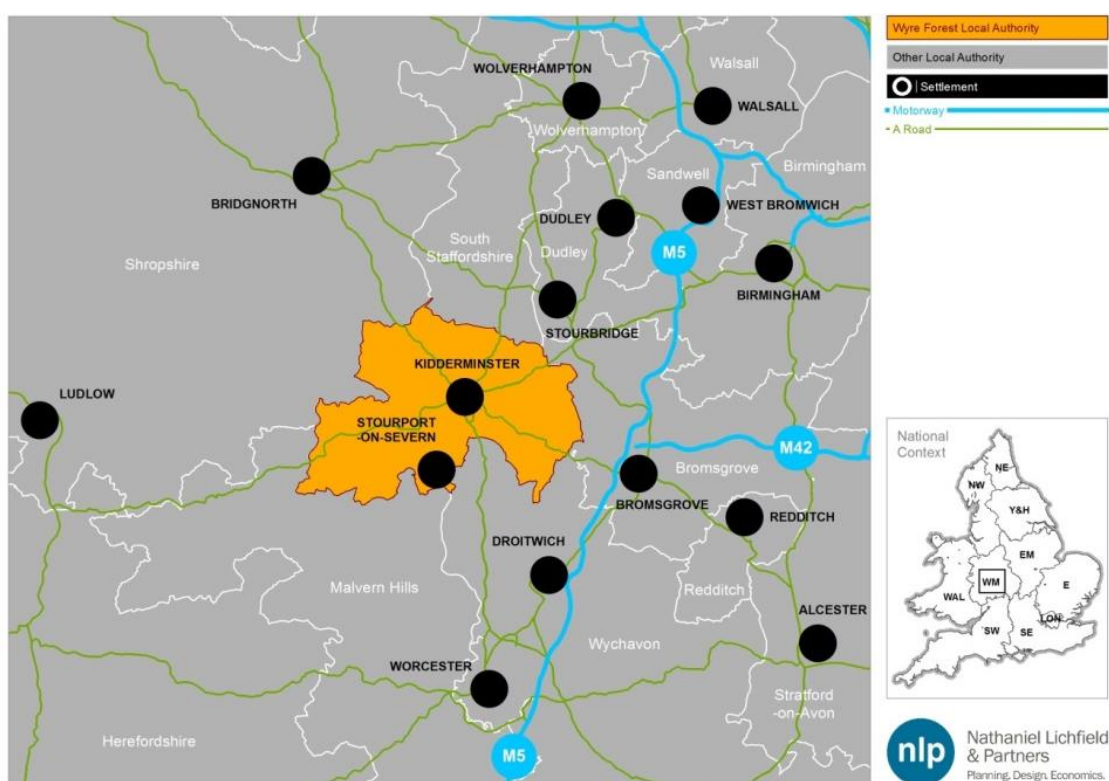 Wyre Forest Local Authority
Other Local Authority
Settlement
Motorway
A Road
WOLVERHAMPTON
Walsall
WALSALL
Wolverhampton
Birmingham
Sandwell
BRIDGNORTH
WEST BROMWICH
DUDLEY
South
Staffordshire
Dudley
M5
Shropshire
BIRMINGHAM
STOURBRIDGE
KIDDERMINSTER
LUDLOW
STOURPORT
-ON-SEVERN
M42
Bromsgrove
BROMSGROVE
REDDITCH
DROITWICH
Malvern Hills
Redditch
ALCESTER
Wychavon
WORCESTER
Stratford
-on-Avon
Herefordshire
M5
National
Context
NE
NW
Y&H
EM
WM
E
WAL
LON
SW
SE
nlp
Nathaniel Lichfield
& Partners
Planning. Design. Economics.